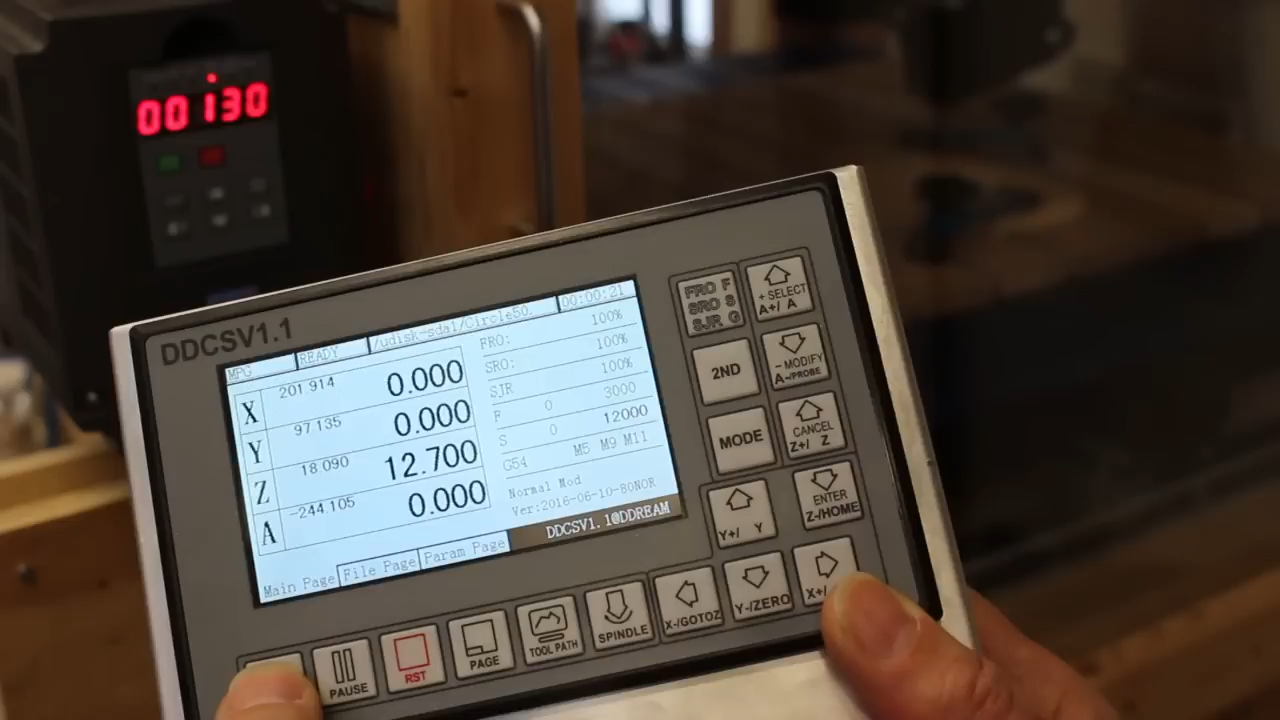 00130
DDCSV1.1
MPG READY /udisk-sda1/Circle50. 00:00:21
X 201.914 0.000
Y 97.135 0.000
Z 18.090 12.700
A -244.105 0.000
FRO: 100%
SRO: 100%
SJR 100%
F 0 3000
S 0 12000
G54 M5 M9 M11
Normal Mod
Ver:2016-06-10-80NOR
DDCSV1.1@DDREAM
Main Page File Page Param Page
FRO F
SRO S
SJR G
+ SELECT
A+/ A
2ND
- MODIFY
A-/PROBE
MODE
CANCEL
Z+/ Z
Y+/ Y
ENTER
Z-/HOME
PAUSE
RST
PAGE
TOOL PATH
SPINDLE
X-/GOTOZ
Y-/ZERO
X+/